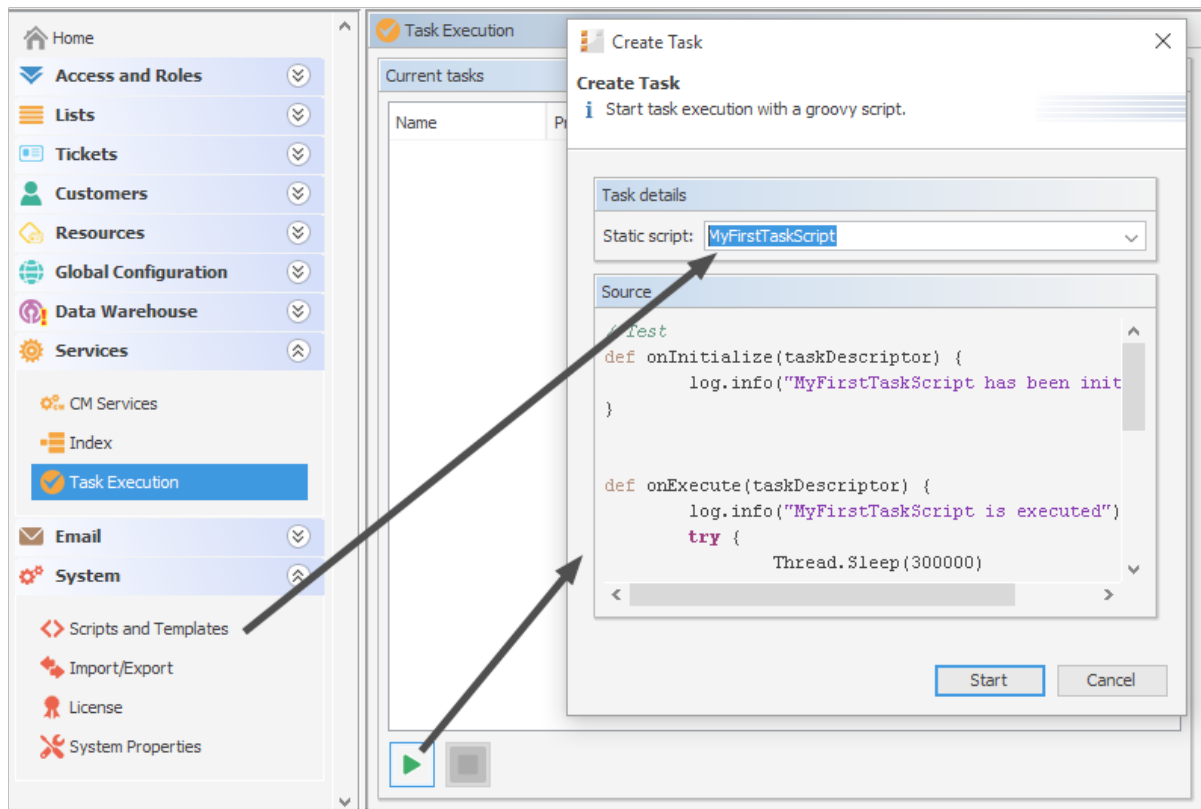 Home
Access and Roles
Lists
Tickets
Customers
Resources
Global Configuration
Data Warehouse
Services
CM Services
Index
Task Execution
Email
System
Scripts and Templates
Import/Export
License
System Properties
Task Execution
Current tasks
Name
Create Task
Create Task
Start task execution with a groovy script.
Task details
Static script: MyFirstTaskScript
Source
/ Test
def onInitialize(taskDescriptor) {
log.info("MyFirstTaskScript has been init
}
def onExecute(taskDescriptor) {
log.info("MyFirstTaskScript is executed")
try {
Thread.Sleep(300000)
Start Cancel